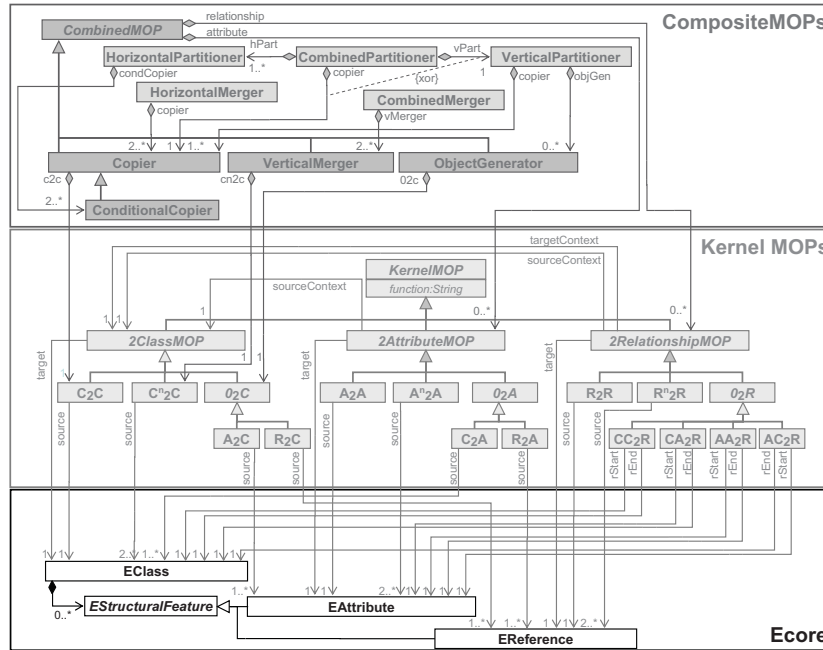 relationship
CombinedMOP
attribute
CompositeMOPs
hPart
vPart
HorizontalPartitioner
CombinedPartitioner
VerticalPartitioner
condCopier
1..*
copier
{xor}
1
copier
objGen
HorizontalMerger
CombinedMerger
copier
vMerger
2..*
1
1..*
2..*
0..*
Copier
VerticalMerger
ObjectGenerator
c2c
cn2c
02c
2..*
ConditionalCopier
targetContext
Kernel MOPs
sourceContext
KernelMOP
sourceContext
function:String
1
1
1
0..*
0..*
2ClassMOP
2AttributeMOP
2RelationshipMOP
target
1
1
1
target
target
C2C
Cⁿ2C
02C
A2A
Aⁿ2A
02A
R2R
Rⁿ2R
02R
source
source
A2C
R2C
source
source
C2A
R2A
source
source
CC2R
CA2R
AA2R
AC2R
source
source
source
source
rStart
rEnd
rStart
rEnd
rStart
rEnd
rEnd
rStart
1
1
2..*
1..*
1
1
1
1
EClass
1..*
1
1
2..*
1
1
1
1
0..*
EStructuralFeature
EAttribute
1..*
1..*
1
1
2..*
EReference
Ecore